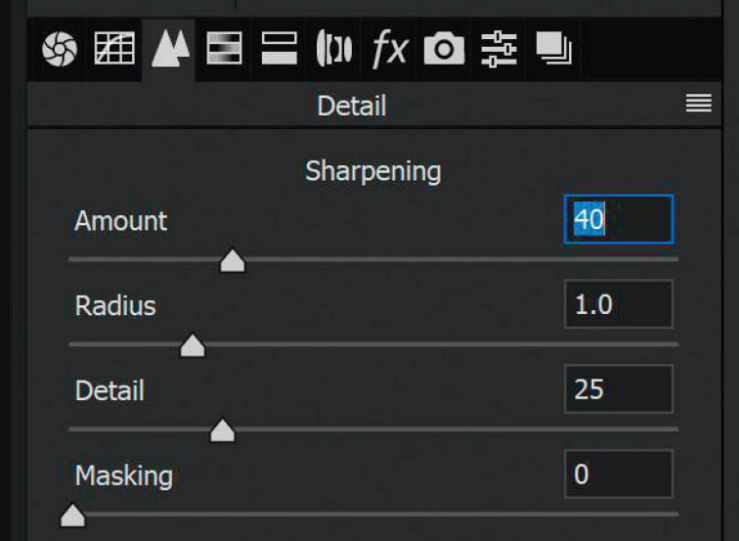 fx
Detail
Sharpening
Amount 40
Radius 1.0
Detail 25
Masking 0